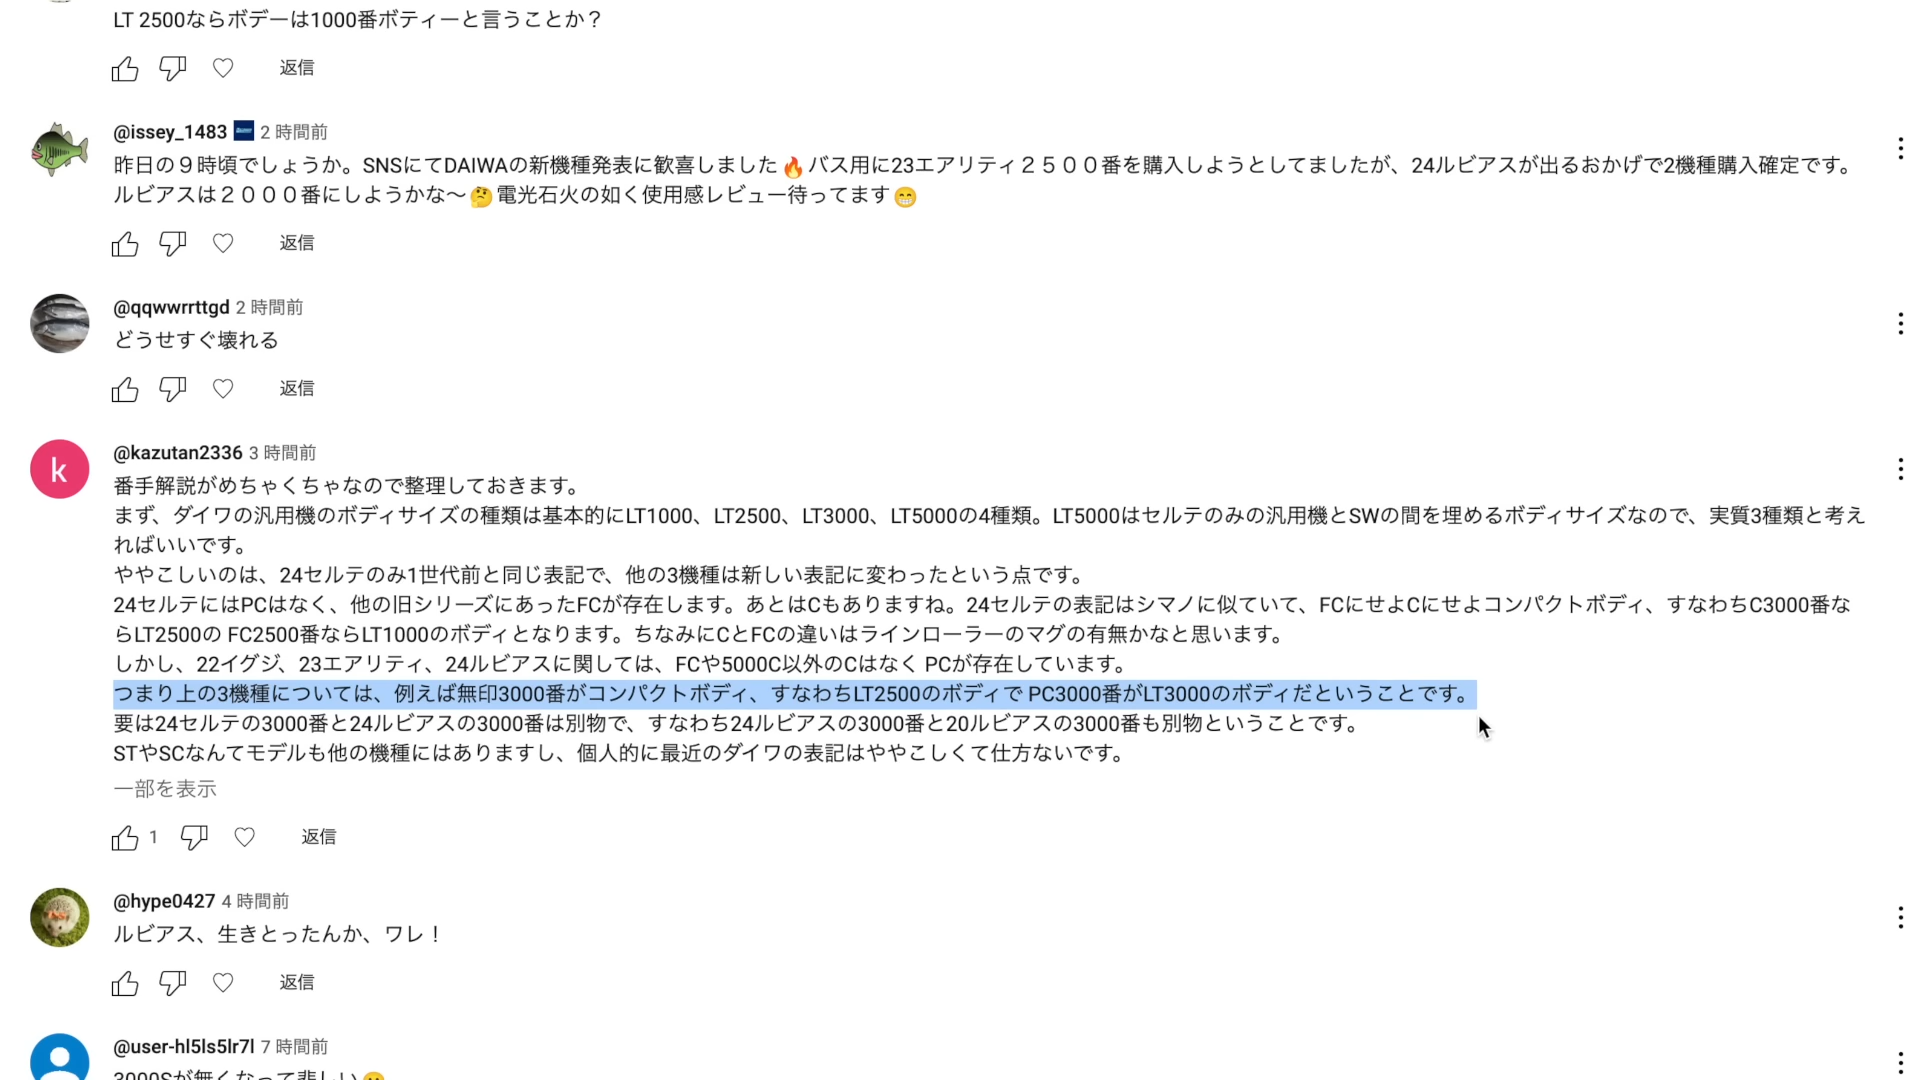 LT 2500ならボデーは1000番ボティーと言うことか？
返信
@issey_1483 2 時間前
昨日の９時頃でしょうか。SNSにてDAIWAの新機種発表に歓喜しました🔥バス用に23エアリティ２５００番を購入しようとしてましたが、24ルビアスが出るおかげで2機種購入確定です。
ルビアスは２０００番にしようかな〜🤔電光石火の如く使用感レビュー待ってます😁
返信
@qqwwrrttgd 2 時間前
どうせすぐ壊れる
返信
k
@kazutan2336 3 時間前
番手解説がめちゃくちゃなので整理しておきます。
まず、ダイワの汎用機のボディサイズの種類は基本的にLT1000、LT2500、LT3000、LT5000の4種類。LT5000はセルテのみの汎用機とSWの間を埋めるボディサイズなので、実質3種類と考え
ればいいです。
ややこしいのは、24セルテのみ1世代前と同じ表記で、他の3機種は新しい表記に変わったという点です。
24セルテにはPCはなく、他の旧シリーズにあったFCが存在します。あとはCもありますね。24セルテの表記はシマノに似ていて、FCにせよCにせよコンパクトボディ、すなわちC3000番な
らLT2500の FC2500番ならLT1000のボディとなります。ちなみにCとFCの違いはラインローラーのマグの有無かなと思います。
しかし、22イグジ、23エアリティ、24ルビアスに関しては、FCや5000C以外のCはなく PCが存在しています。
つまり上の3機種については、例えば無印3000番がコンパクトボディ、すなわちLT2500のボディで PC3000番がLT3000のボディだということです。
要は24セルテの3000番と24ルビアスの3000番は別物で、すなわち24ルビアスの3000番と20ルビアスの3000番も別物ということです。
STやSCなんてモデルも他の機種にはありますし、個人的に最近のダイワの表記はややこしくて仕方ないです。
一部を表示
1 返信
@hype0427 4 時間前
ルビアス、生きとったんか、ワレ！
返信
@user-hl5ls5lr7l 7 時間前
3000Sが無くなって悲しい